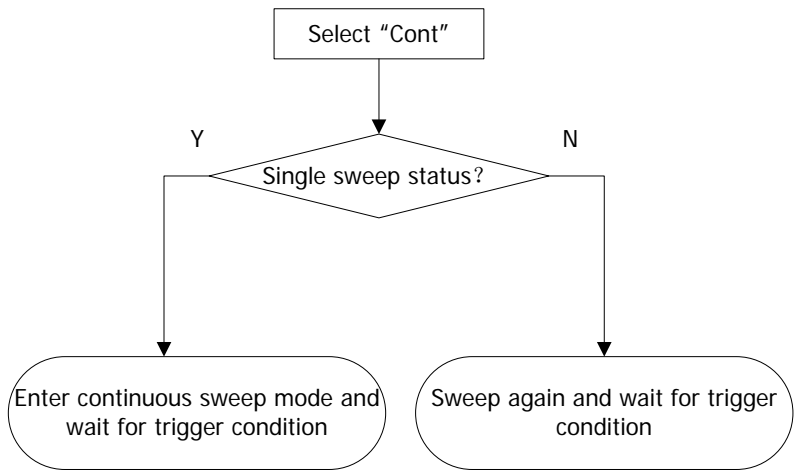 Select “Cont”
Y
N
Single sweep status？
Enter continuous sweep mode and
wait for trigger condition
Sweep again and wait for trigger
condition